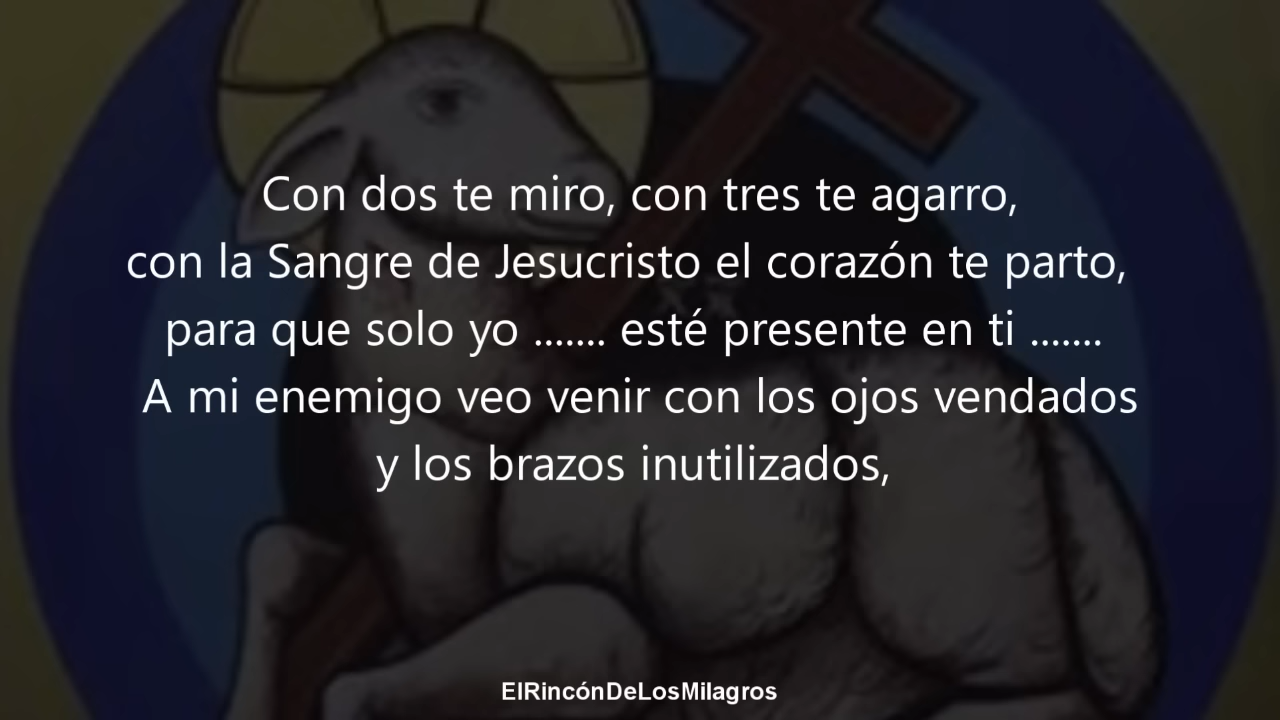 Con dos te miro, con tres te agarro,
con la Sangre de Jesucristo el corazón te parto,
para que solo yo ....... esté presente en ti .......
A mi enemigo veo venir con los ojos vendados
y los brazos inutilizados,
ElRincónDeLosMilagros